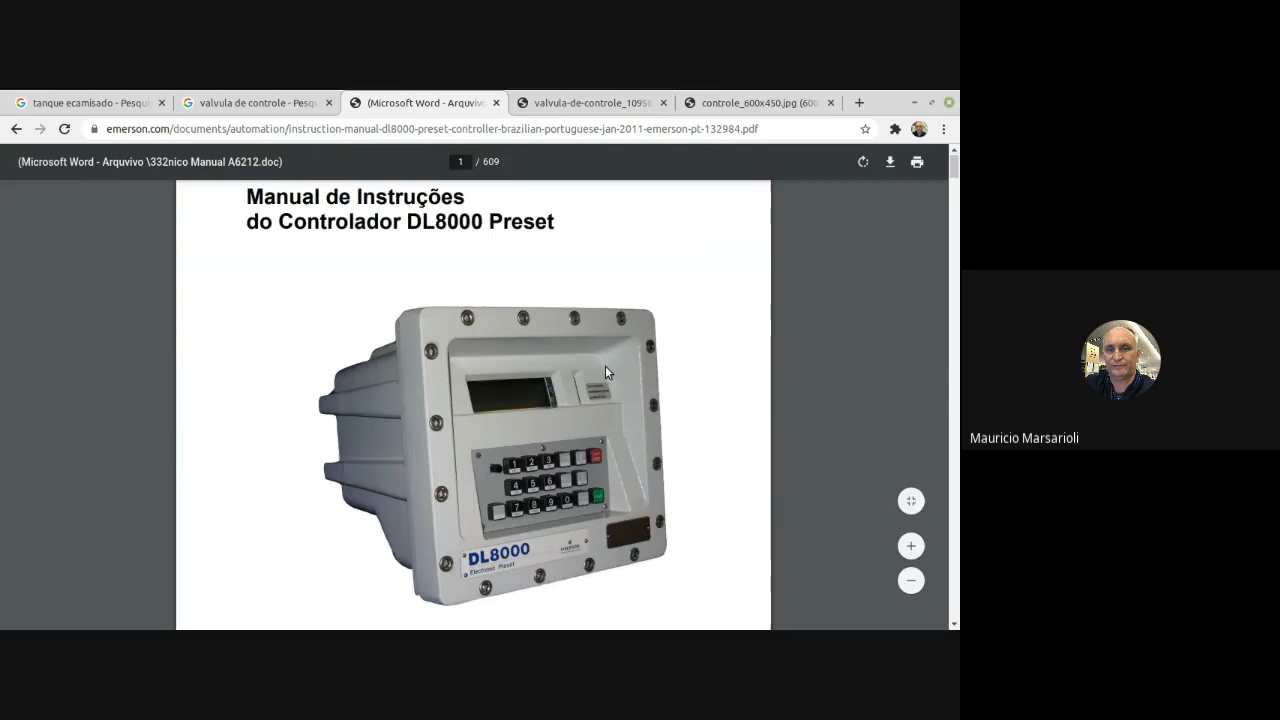 tanque ecamisado - Pesqu
valvula de controle - Pesqu
(Microsoft Word - Arquivo
valvula-de-controle_1095
controle_600x450.jpg (600
emerson.com/documents/automation/instruction-manual-dl8000-preset-controller-brazilian-portuguese-jan-2011-emerson-pt-132984.pdf
(Microsoft Word - Arquvivo \332nico Manual A6212.doc)
1 / 609
Manual de Instruções
do Controlador DL8000 Preset
1 2 3
4 5 6
7 8 9 0
DL8000
Electronic Preset
EMERSON
Mauricio Marsarioli